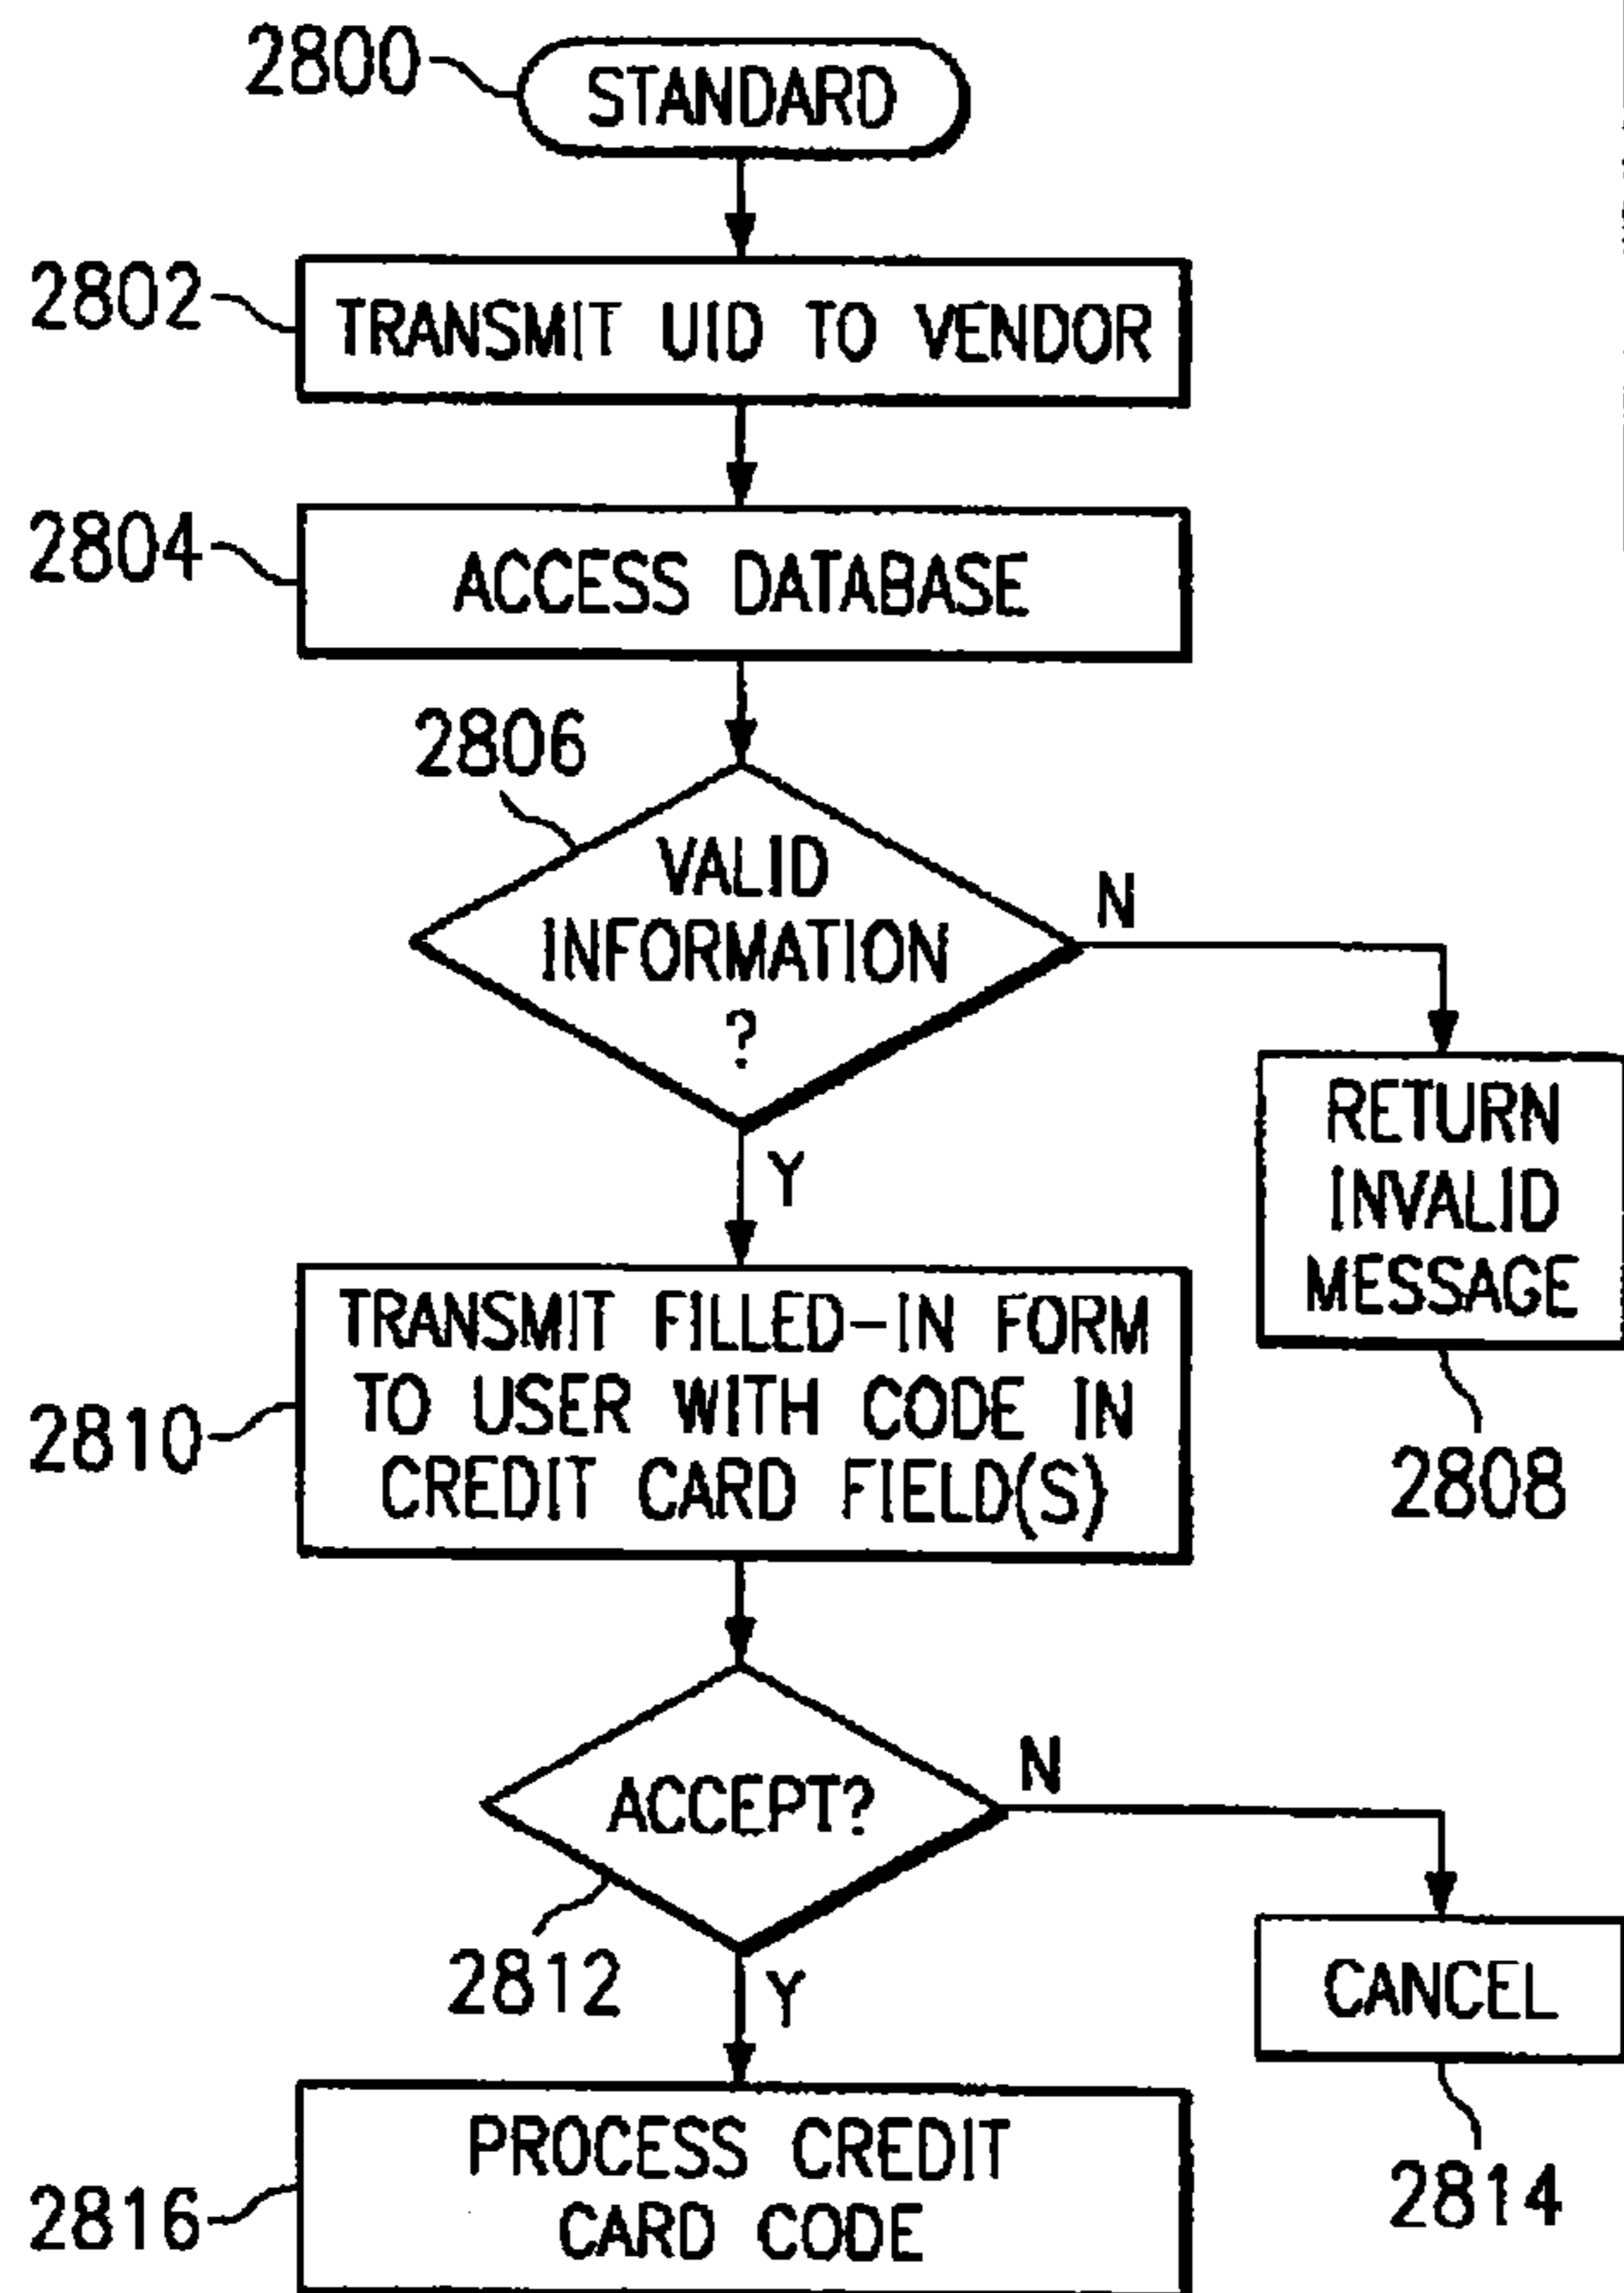 2800
STANDARD
2802
TRANSMIT UID TO VENDOR
2804
ACCESS DATABASE
2806
VALID
INFORMATION
?
N
Y
RETURN
INVALID
MESSAGE
2808
TRANSMIT FILLED-IN FORM
TO USER WITH CODE IN
CREDIT CARD FIELD(S)
2810
ACCEPT?
N
2812
Y
CANCEL
2814
PROCESS CREDIT
CARD CODE
2816